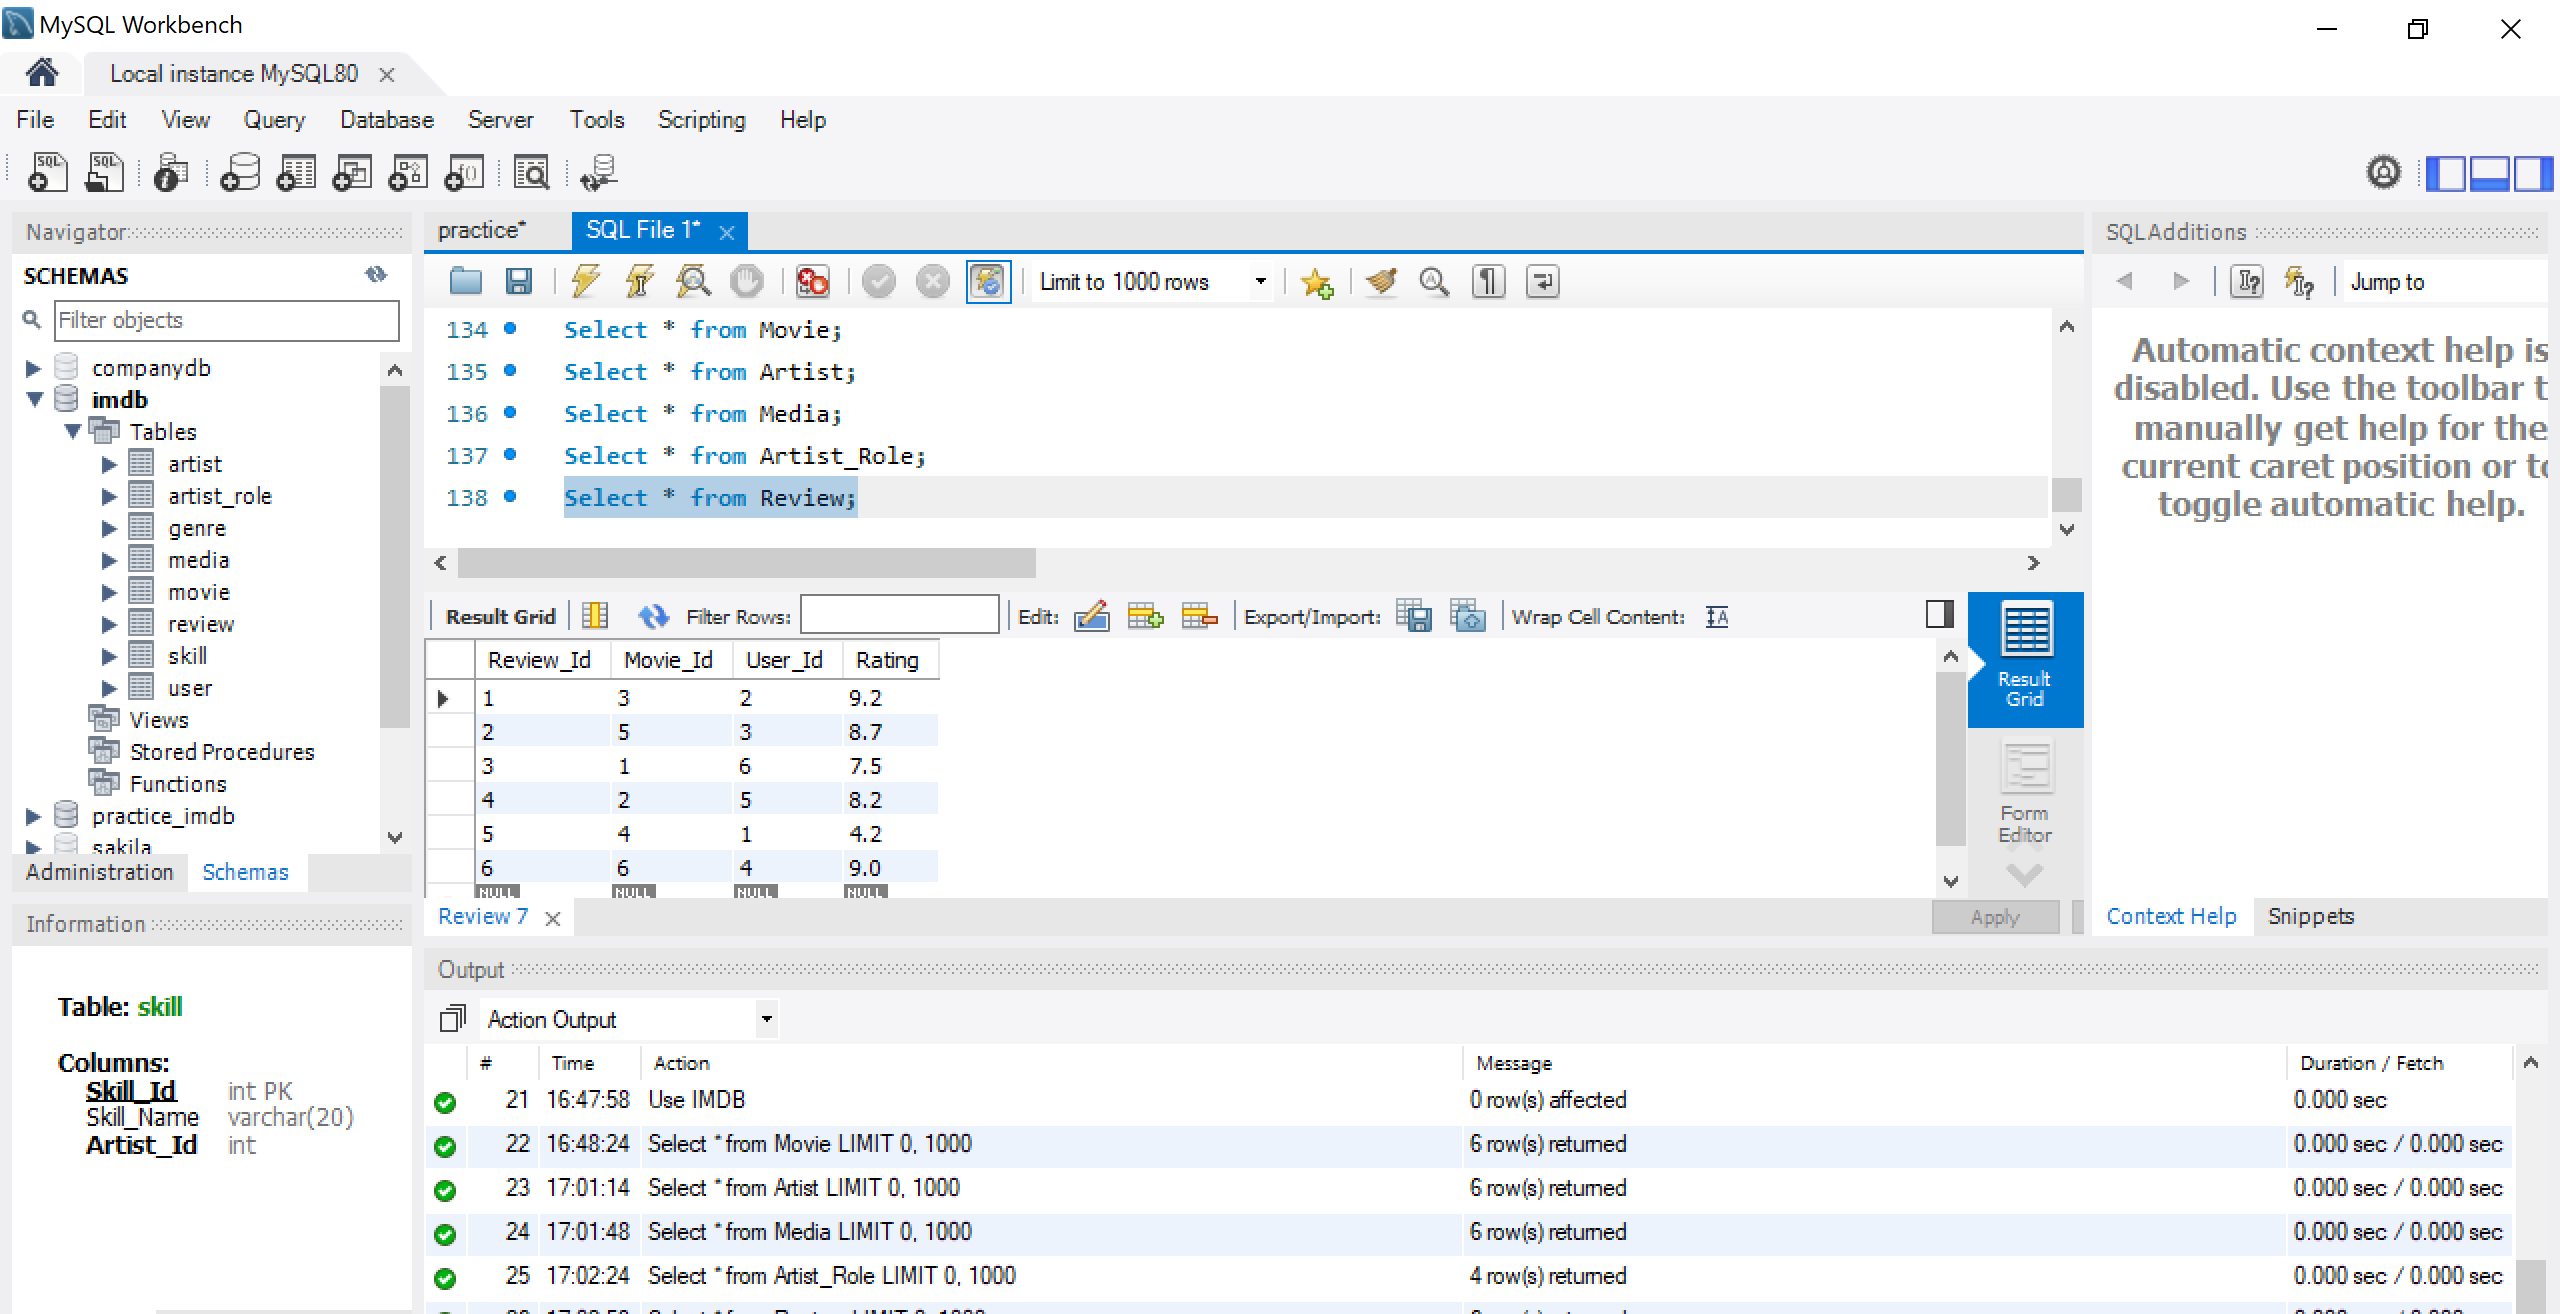 MySQL Workbench
Local instance MySQL80
File Edit View Query Database Server Tools Scripting Help
Navigator
SCHEMAS
Filter objects
companydb
imdb
Tables
artist
artist_role
genre
media
movie
review
skill
user
Views
Stored Procedures
Functions
practice_imdb
sakila
Administration Schemas
Information
Table: skill
Columns:
Skill_Id int PK
Skill_Name varchar(20)
Artist_Id int
practice* SQL File 1*
Limit to 1000 rows
134 Select * from Movie;
135 Select * from Artist;
136 Select * from Media;
137 Select * from Artist_Role;
138 Select * from Review;
Result Grid Filter Rows: Edit: Export/Import: Wrap Cell Content:
Review_Id Movie_Id User_Id Rating
1 3 2 9.2
2 5 3 8.7
3 1 6 7.5
4 2 5 8.2
5 4 1 4.2
6 6 4 9.0
NULL NULL NULL NULL
Result
Grid
Form
Editor
Review 7
Apply
SQLAdditions
Jump to
Automatic context help is
disabled. Use the toolbar t
manually get help for the
current caret position or to
toggle automatic help.
Context Help Snippets
Output
Action Output
# Time Action Message Duration / Fetch
21 16:47:58 Use IMDB 0 row(s) affected 0.000 sec
22 16:48:24 Select * from Movie LIMIT 0, 1000 6 row(s) returned 0.000 sec / 0.000 sec
23 17:01:14 Select * from Artist LIMIT 0, 1000 6 row(s) returned 0.000 sec / 0.000 sec
24 17:01:48 Select * from Media LIMIT 0, 1000 6 row(s) returned 0.000 sec / 0.000 sec
25 17:02:24 Select * from Artist_Role LIMIT 0, 1000 4 row(s) returned 0.000 sec / 0.000 sec